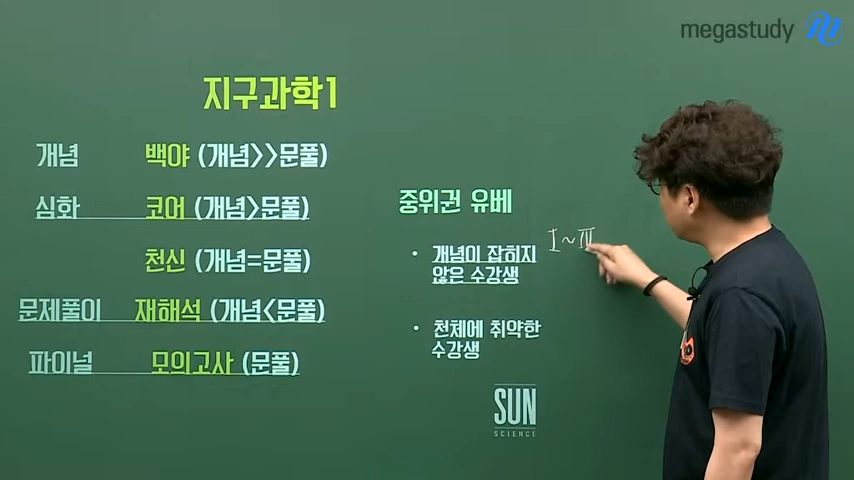 megastudy
지구과학1
개념 백야 (개념>>문풀)
심화 코어 (개념>문풀)
천신 (개념=문풀)
문제풀이 재해석 (개념<문풀)
파이널 모의고사 (문풀)
중위권 유베
• 개념이 잡히지
않은 수강생
• 천체에 취약한
수강생
I~
SUN
SCIENCE